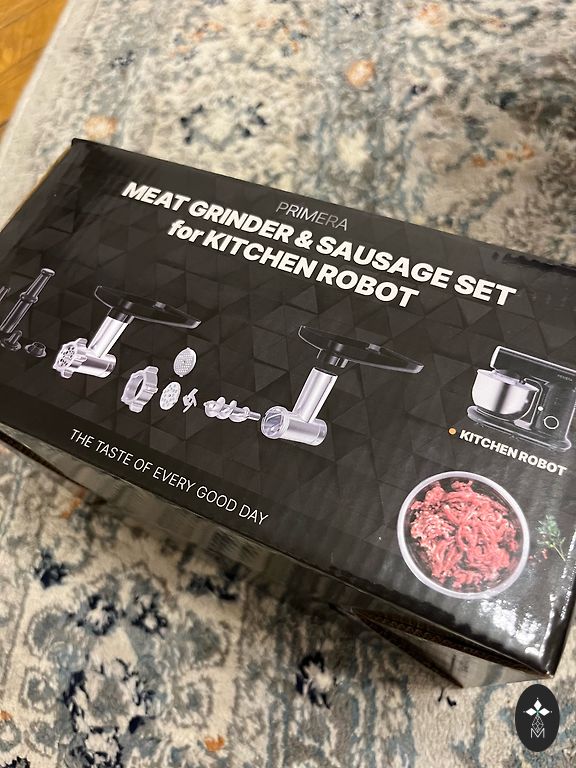 PRIMERA
MEAT GRINDER & SAUSAGE SET
for KITCHEN ROBOT
KITCHEN ROBOT
THE TASTE OF EVERY GOOD DAY
M